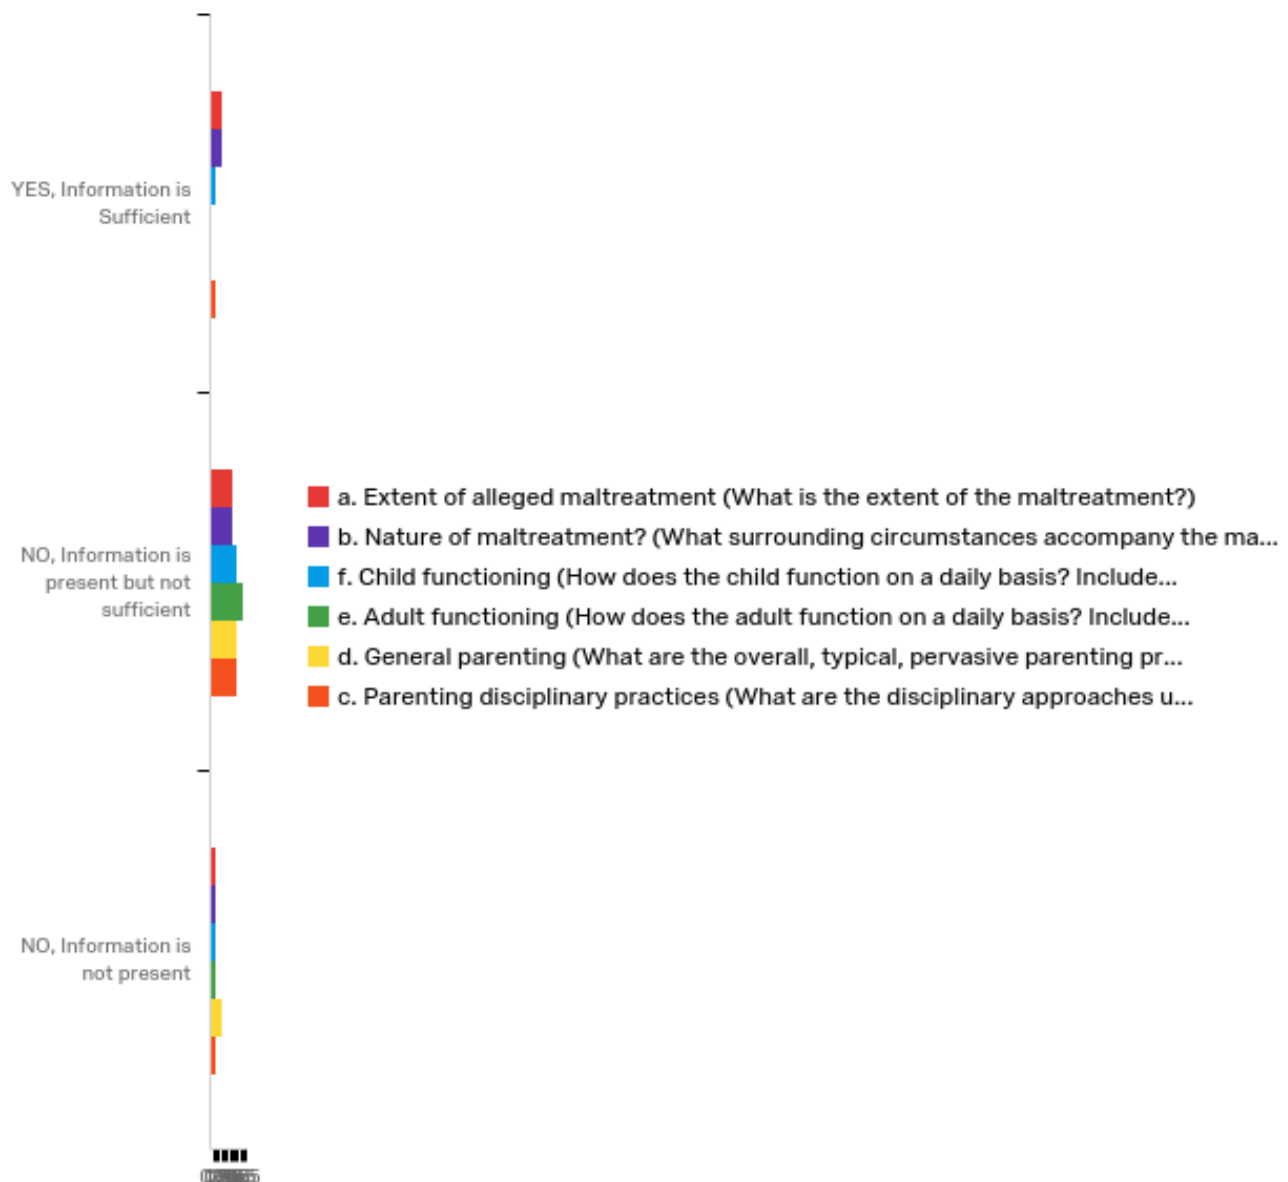 YES, Information is
Sufficient
NO, Information is
present but not
sufficient
a. Extent of alleged maltreatment (What is the extent of the maltreatment?)
b. Nature of maltreatment? (What surrounding circumstances accompany the ma...
f. Child functioning (How does the child function on a daily basis? Include...
e. Adult functioning (How does the adult function on a daily basis? Include...
d. General parenting (What are the overall, typical, pervasive parenting pr...
c. Parenting disciplinary practices (What are the disciplinary approaches u...
NO, Information is
not present